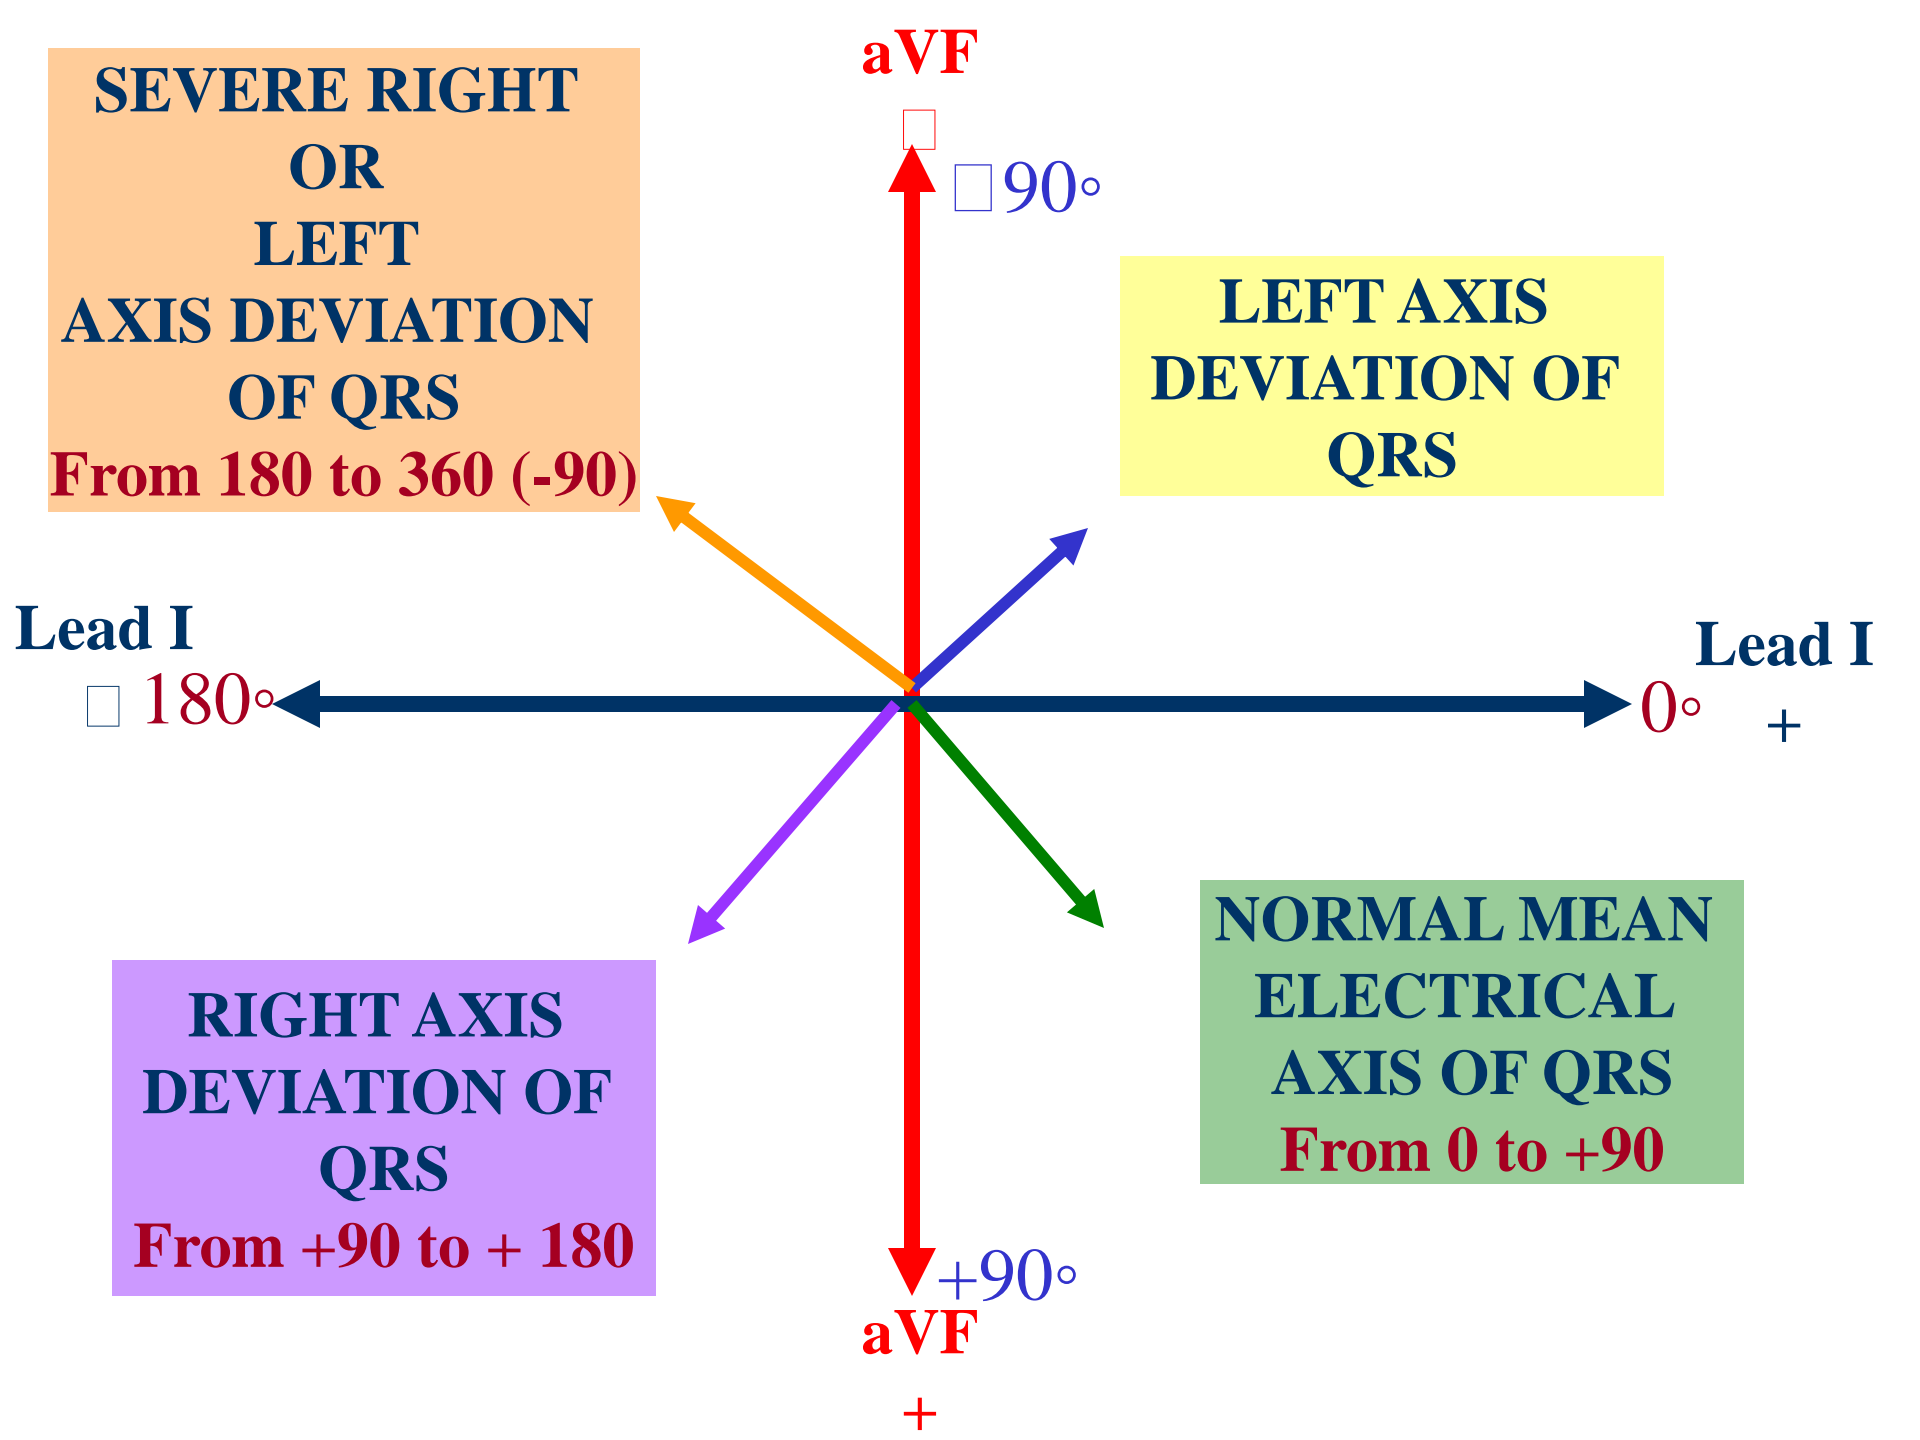 aVF
□
□90°
SEVERE RIGHT
OR
LEFT
AXIS DEVIATION
OF QRS
From 180 to 360 (-90)
LEFT AXIS
DEVIATION OF
QRS
Lead I
□ 180°
Lead I
0°
+
RIGHT AXIS
DEVIATION OF
QRS
From +90 to + 180
NORMAL MEAN
ELECTRICAL
AXIS OF QRS
From 0 to +90
+90°
aVF
+